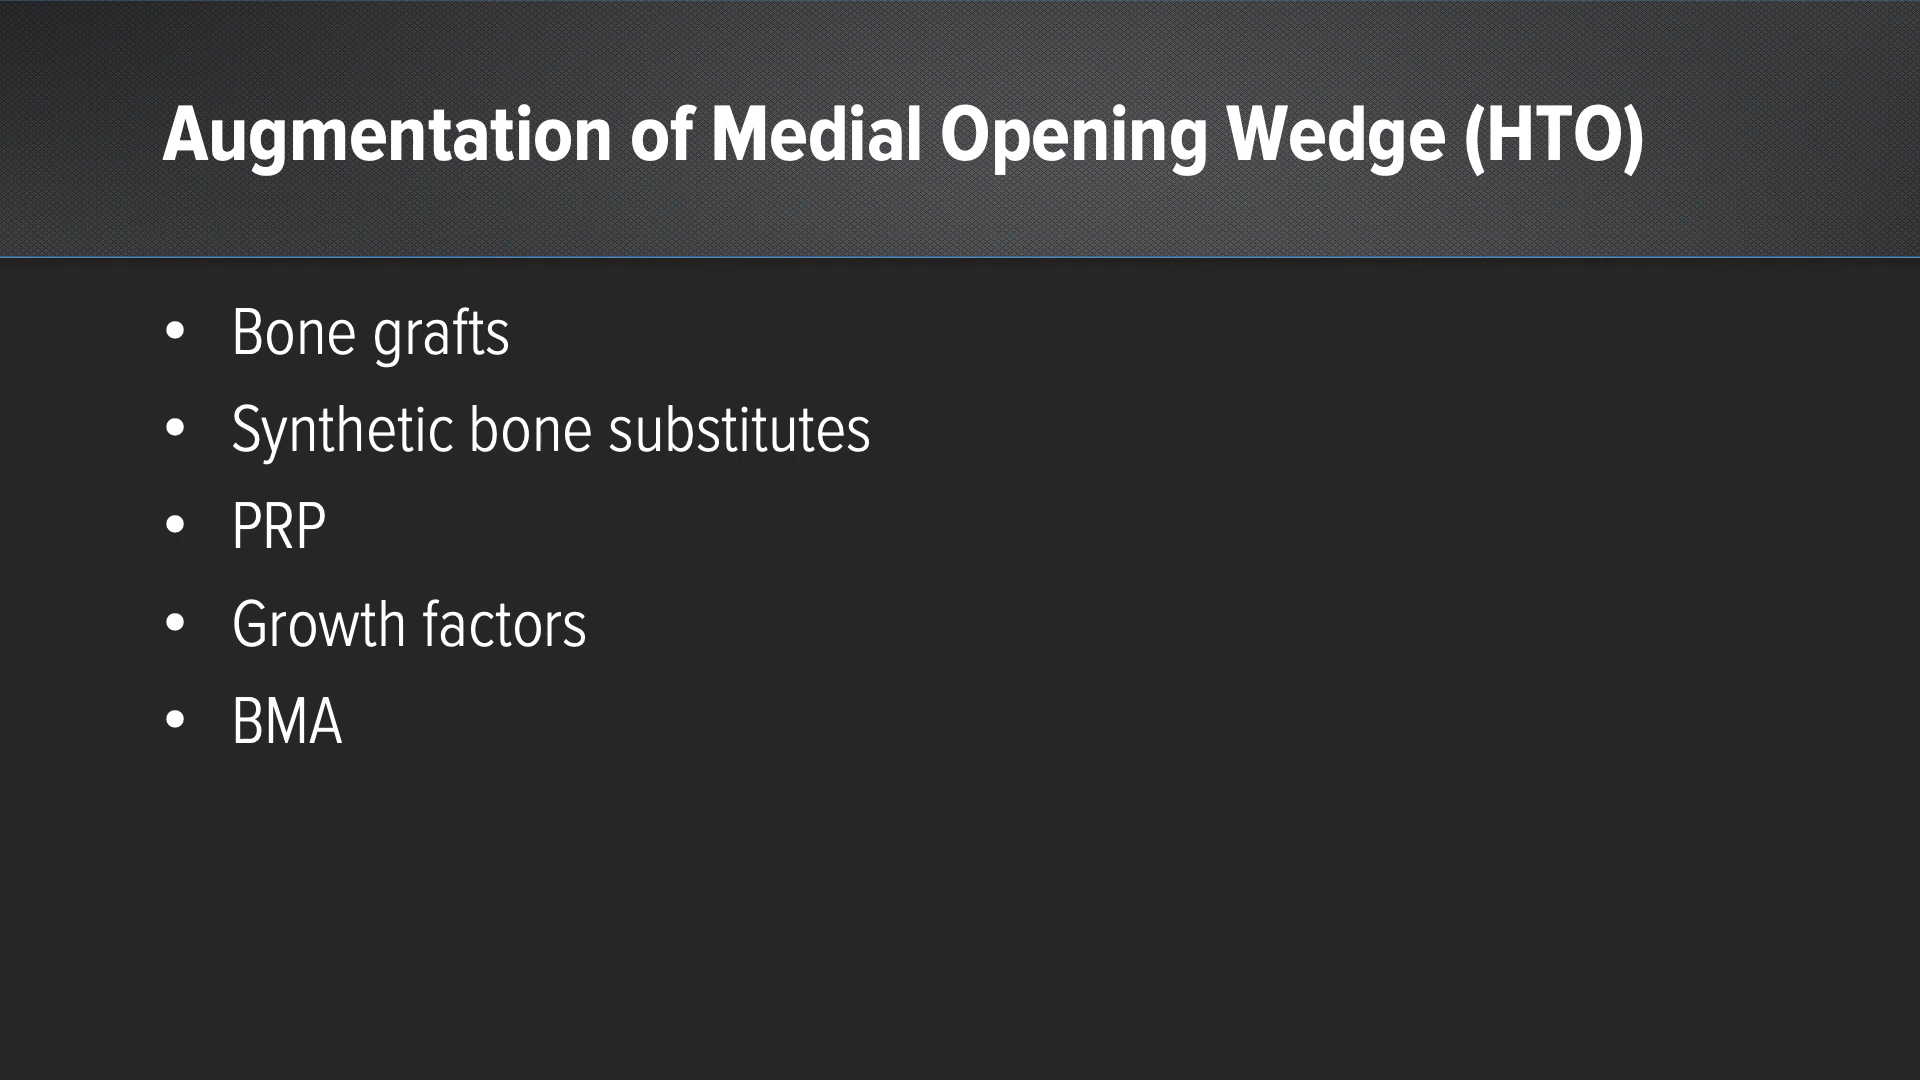 Augmentation of Medial Opening Wedge (HTO)
• Bone grafts
• Synthetic bone substitutes
• PRP
• Growth factors
• BMA